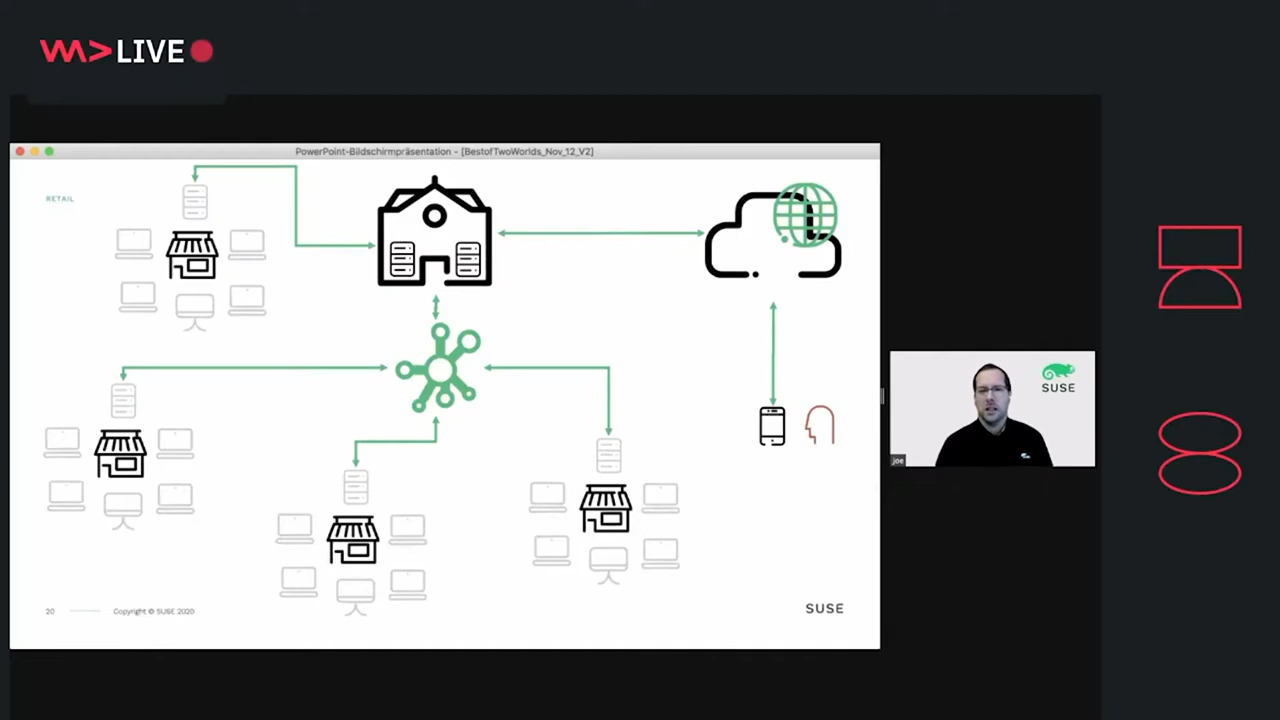 LIVE
PowerPoint-Bildschirmpräsentation - [BestofTwoWorlds_Nov_12_V2]
RETAIL
SUSE
joe
20
Copyright © SUSE 2020
SUSE